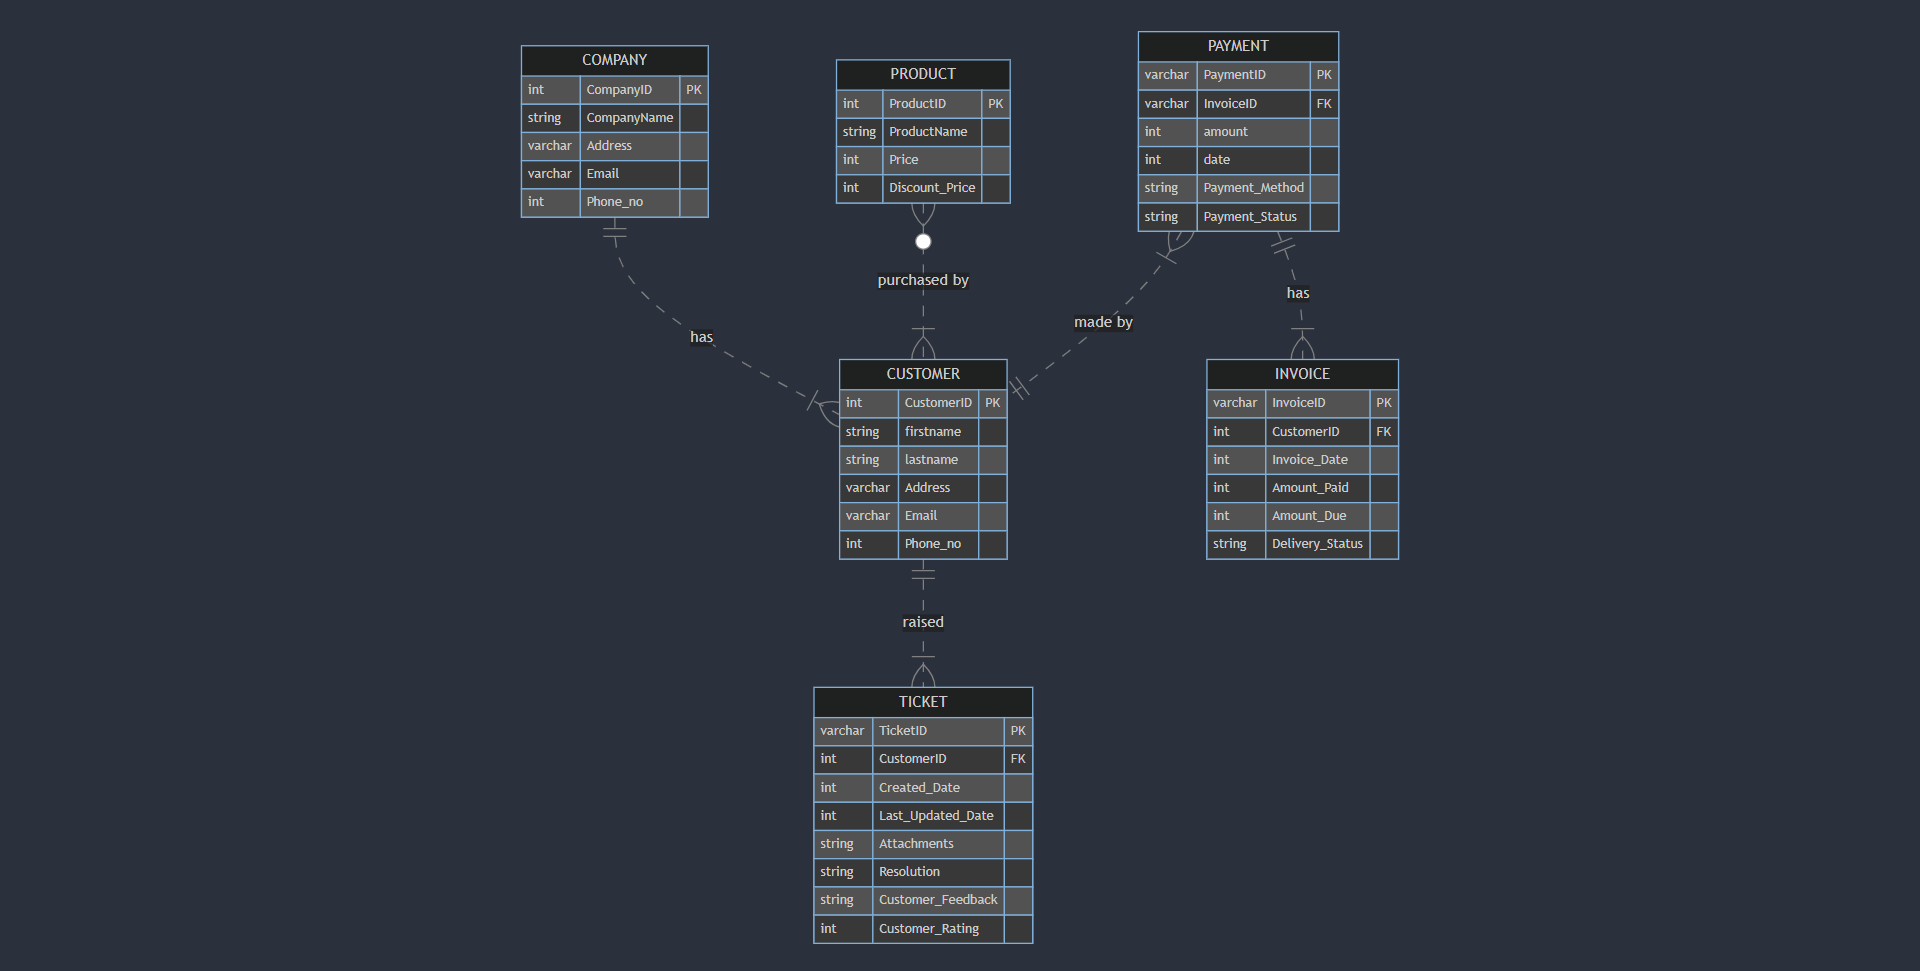 COMPANY
int CompanyID PK
string CompanyName
varchar Address
varchar Email
int Phone_no
PRODUCT
int ProductID PK
string ProductName
int Price
int Discount_Price
PAYMENT
varchar PaymentID PK
varchar InvoiceID FK
int amount
int date
string Payment_Method
string Payment_Status
has
purchased by
made by
has
CUSTOMER
int CustomerID PK
string firstname
string lastname
varchar Address
varchar Email
int Phone_no
INVOICE
varchar InvoiceID PK
int CustomerID FK
int Invoice_Date
int Amount_Paid
int Amount_Due
string Delivery_Status
raised
TICKET
varchar TicketID PK
int CustomerID FK
int Created_Date
int Last_Updated_Date
string Attachments
string Resolution
string Customer_Feedback
int Customer_Rating